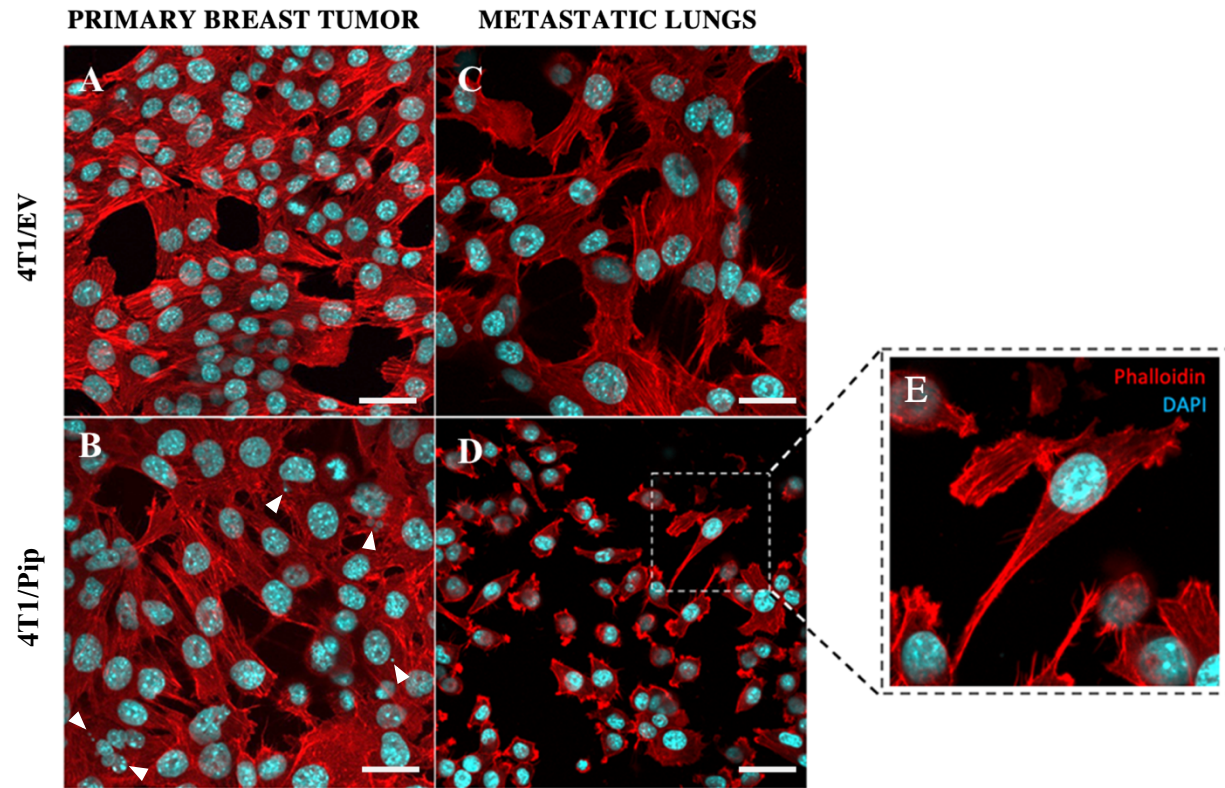 PRIMARY BREAST TUMOR
METASTATIC LUNGS
4T1/EV
A
C
4T1/Pip
B
D
E
Phalloidin
DAPI